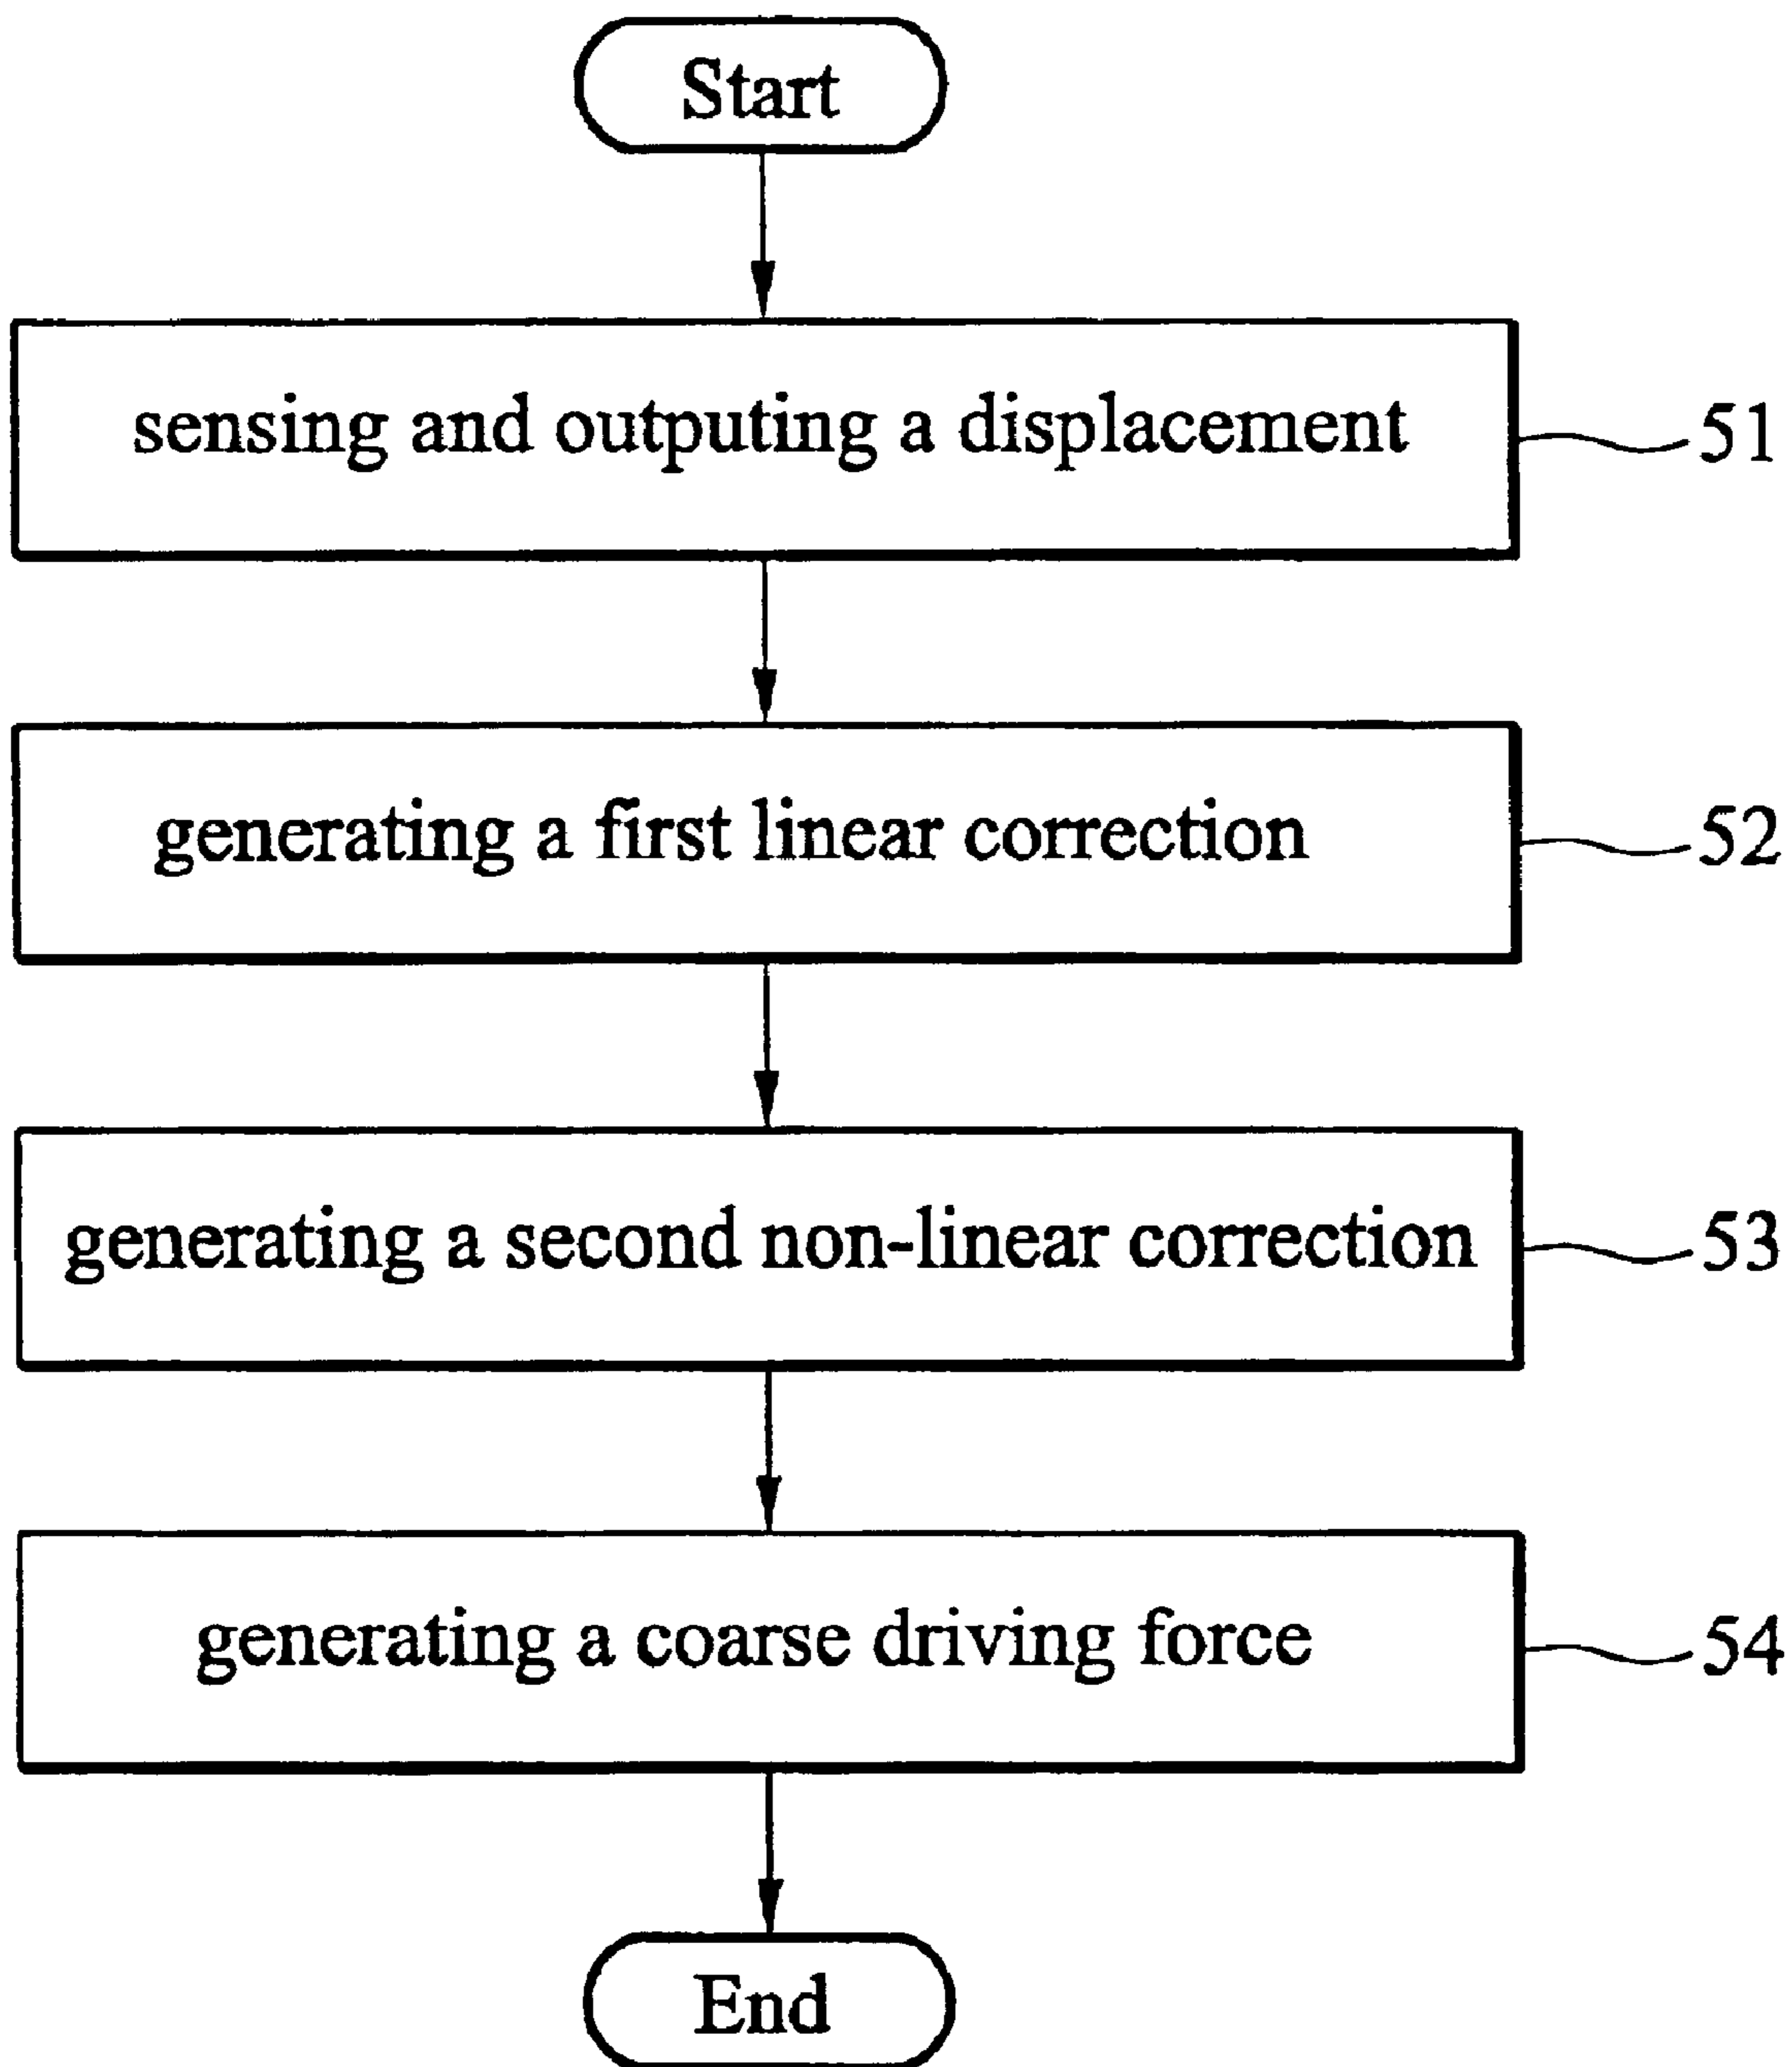 Start
sensing and outputing a displacement
51
generating a first linear correction
52
generating a second non-linear correction
53
generating a coarse driving force
54
End